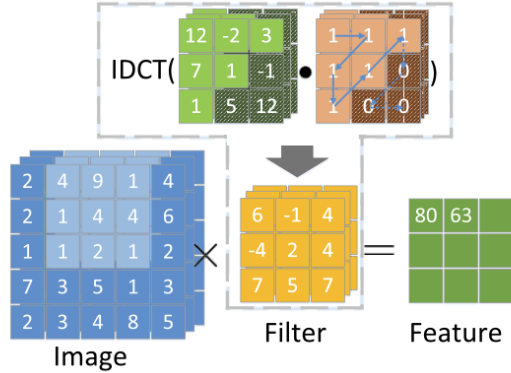 12 -2 3 1 1 1
IDCT( 7 1 -1 • 1 1 0 )
1 5 12 1 0 0
2 4 9 1 4
2 1 4 4 6 6 -1 4 80 63
1 1 2 1 2 × -4 2 4 =
7 3 5 1 3 7 5 7
2 3 4 8 5
Image Filter Feature